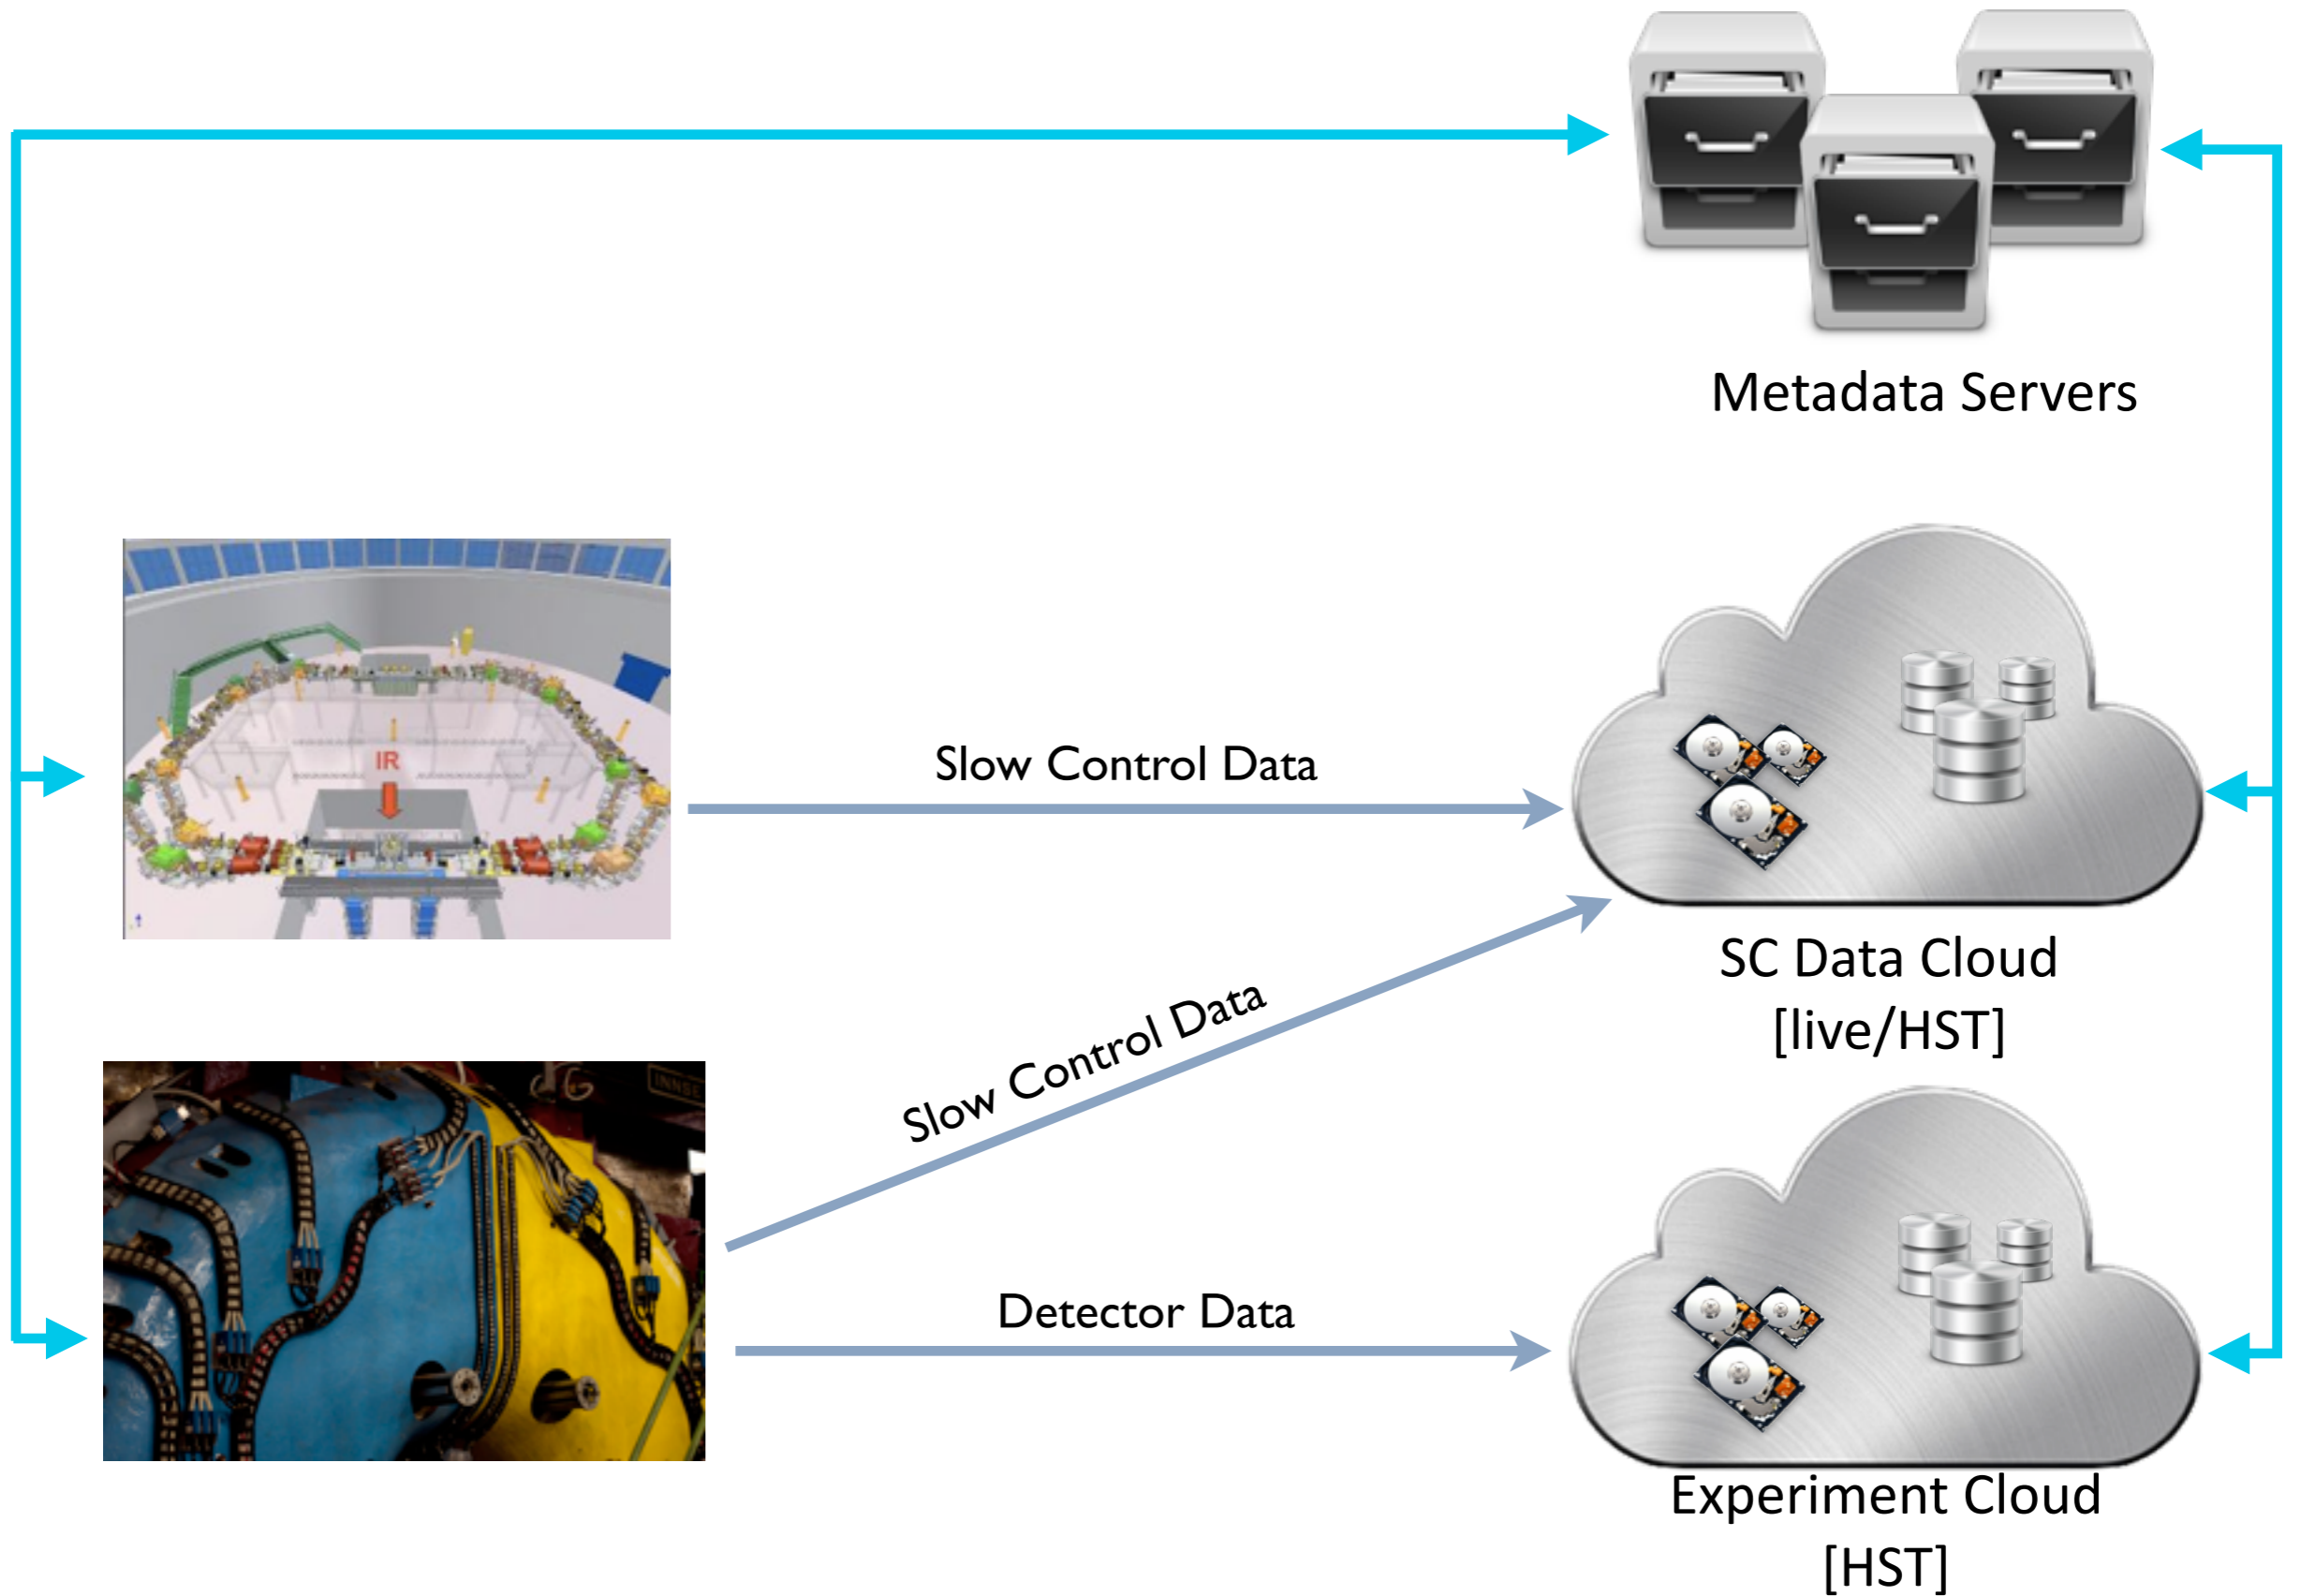 Metadata Servers
IR
Slow Control Data
SC Data Cloud
[live/HST]
Slow Control Data
Detector Data
Experiment Cloud
[HST]